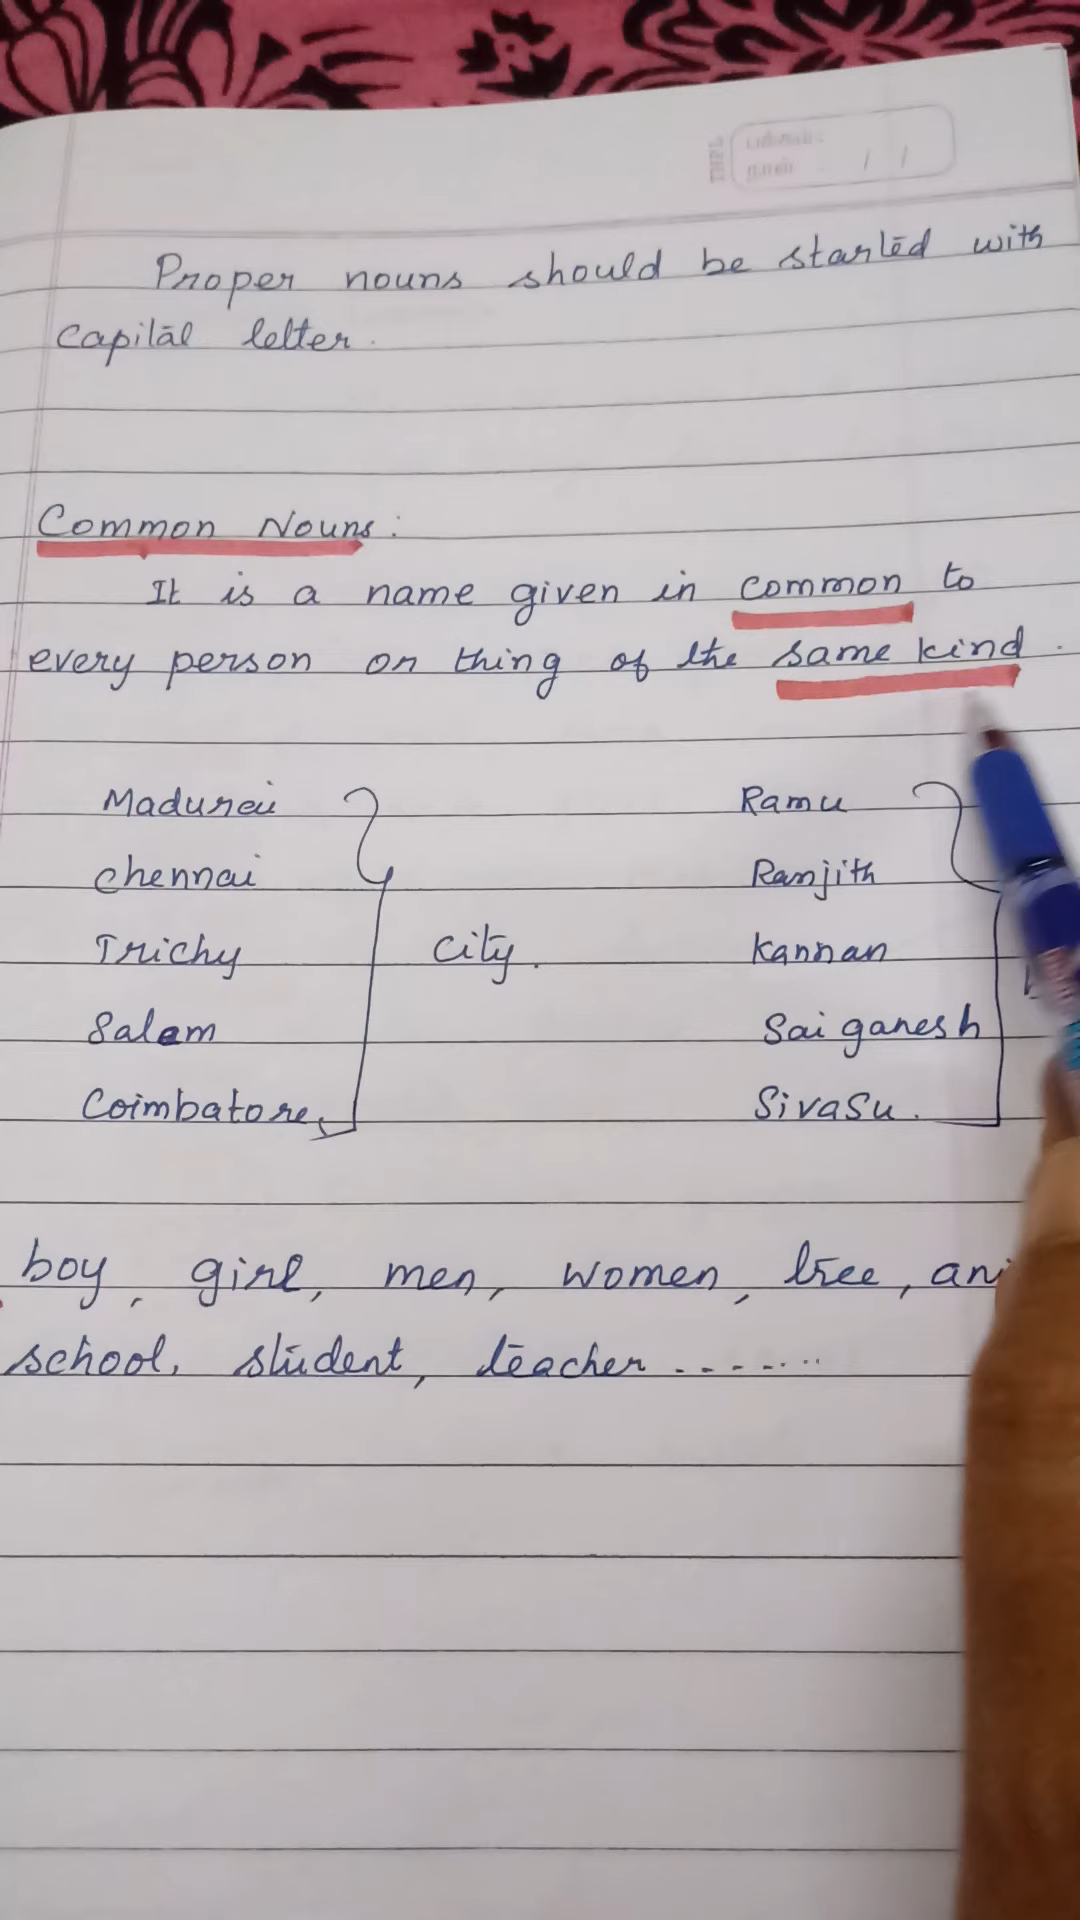 Proper nouns should be started with
capital letter.
Common Nouns:
It is a name given in common to
every person or thing of the same kind.
Madurai Ramu
chennai Ranjith
Trichy city. Kannan
Salem Sai ganesh
Coimbatore Sivasu.
boy, girl, men, women, tree,
school, student, teacher ........